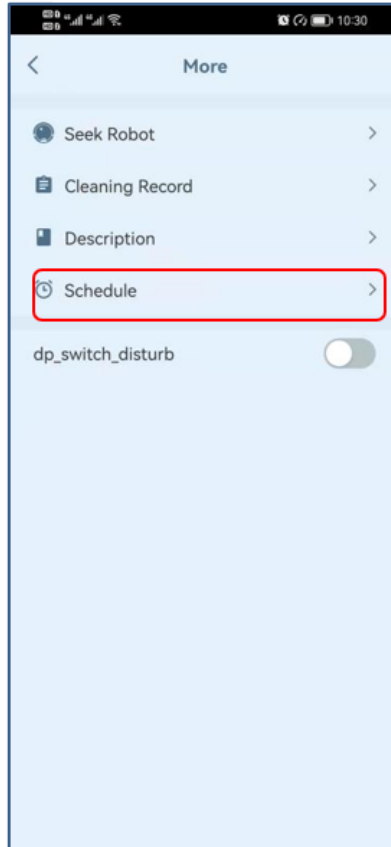 10:30
More
Seek Robot
Cleaning Record
Description
Schedule
dp_switch_disturb